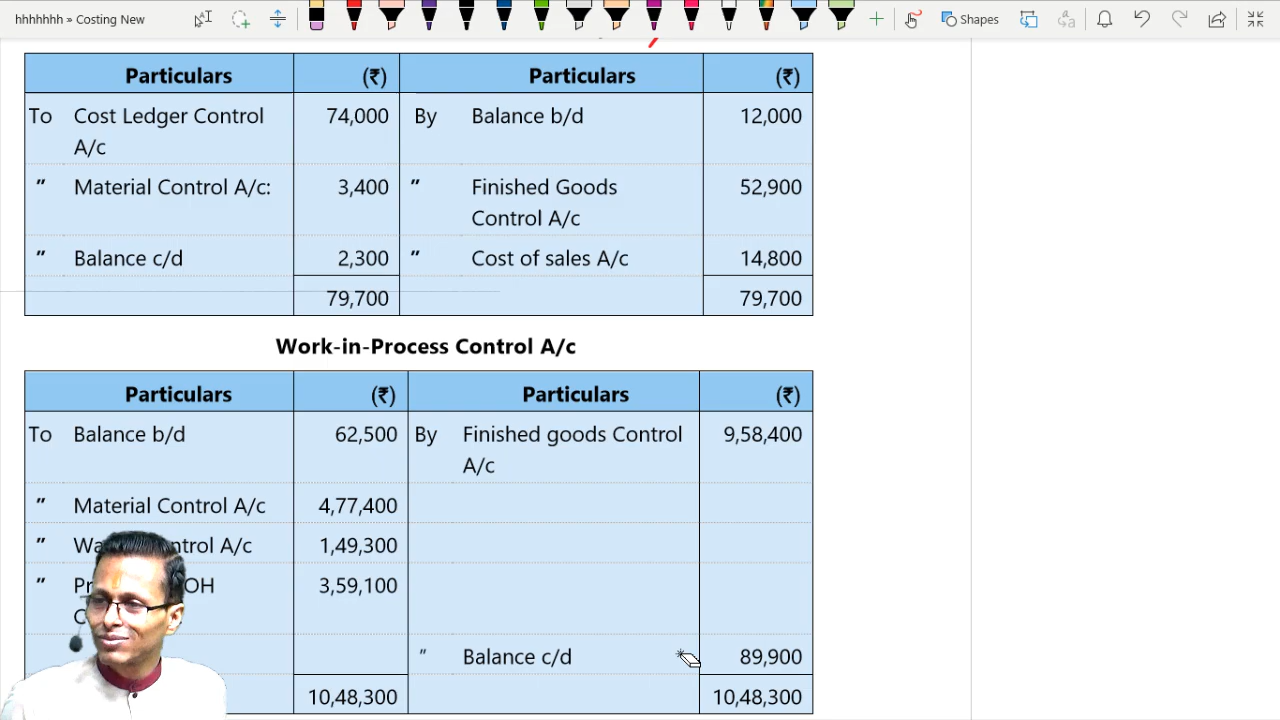 hhhhhhh » Costing New
Shapes
Particulars (₹) Particulars (₹)
To Cost Ledger Control 74,000 By Balance b/d 12,000
A/c
” Material Control A/c: 3,400 ” Finished Goods 52,900
Control A/c
” Balance c/d 2,300 ” Cost of sales A/c 14,800
79,700 79,700
Work-in-Process Control A/c
Particulars (₹) Particulars (₹)
To Balance b/d 62,500 By Finished goods Control 9,58,400
A/c
” Material Control A/c 4,77,400
” A/c 1,49,300
” OH 3,59,100
” Balance c/d 89,900
10,48,300 10,48,300